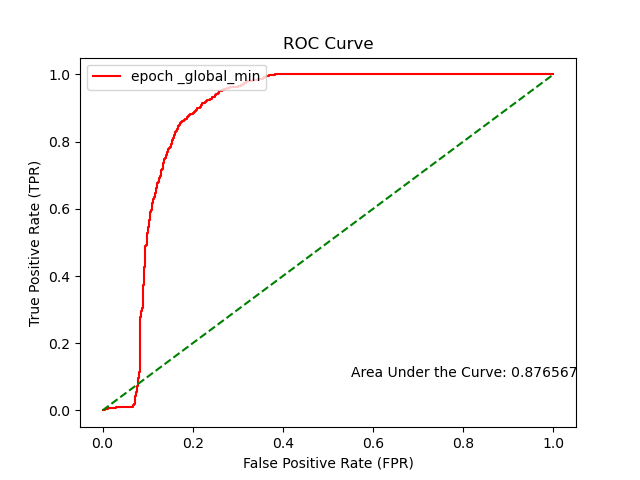 ROC Curve
epoch _global_min
True Positive Rate (TPR)
1.0
0.8
0.6
0.4
0.2
0.0
Area Under the Curve: 0.876567
0.0 0.2 0.4 0.6 0.8 1.0
False Positive Rate (FPR)